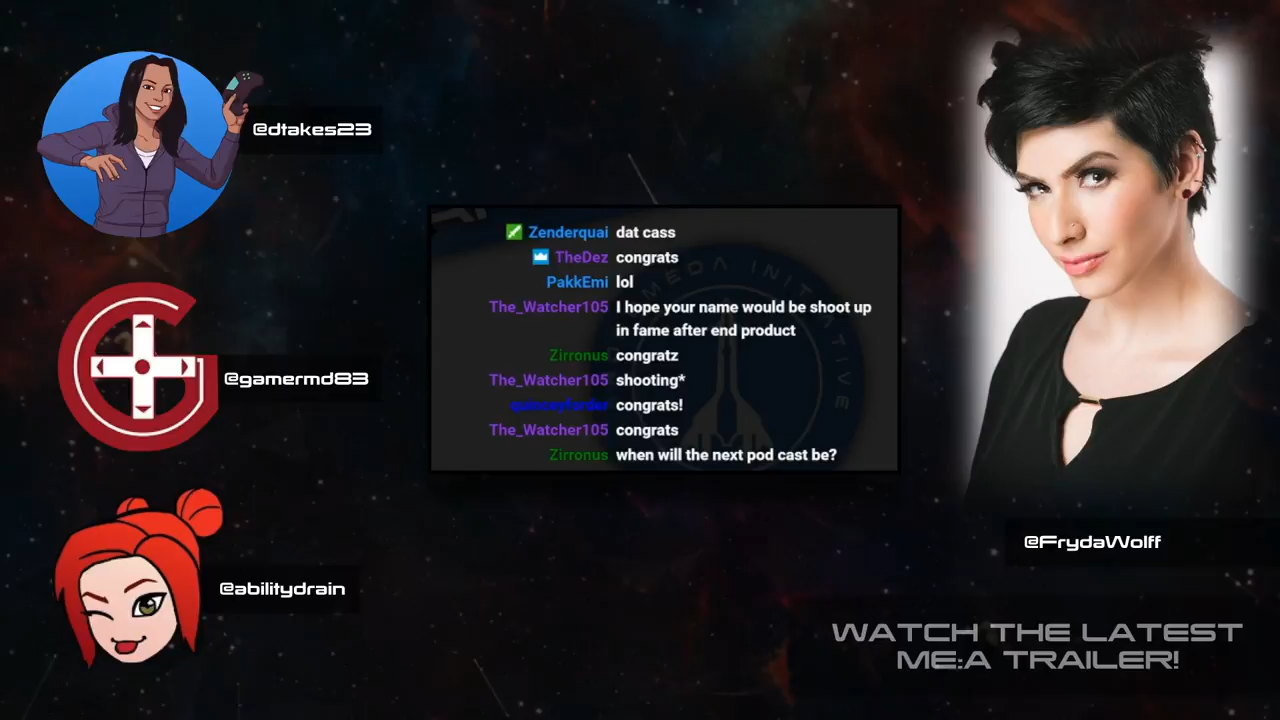 @dtakes23
@gamermd83
@abilitydrain
Zenderquai dat cass
TheDez congrats
PakkEmi lol
The_Watcher105 I hope your name would be shoot up
in fame after end product
Zirronus congratz
The_Watcher105 shooting*
congrats!
The_Watcher105 congrats
Zirronus when will the next pod cast be?
MEDA INITIATIVE
@FrydaWolff
WATCH THE LATEST
ME:A TRAILER!